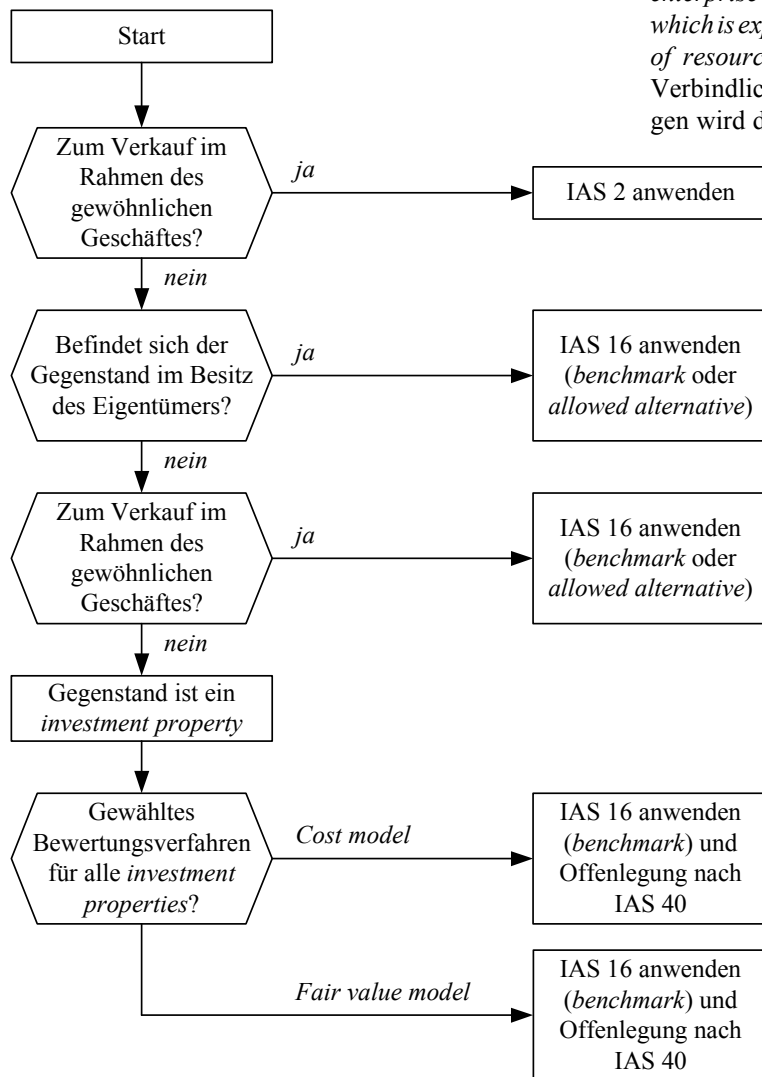 enterprise
which is exp
of resourc
Verbindlic
gen wird d
Start
Zum Verkauf im
Rahmen des
gewöhnlichen
Geschäftes?
ja
IAS 2 anwenden
nein
Befindet sich der
Gegenstand im Besitz
des Eigentümers?
ja
IAS 16 anwenden
(benchmark oder
allowed alternative)
nein
Zum Verkauf im
Rahmen des
gewöhnlichen
Geschäftes?
ja
IAS 16 anwenden
(benchmark oder
allowed alternative)
nein
Gegenstand ist ein
investment property
Gewähltes
Bewertungsverfahren
für alle investment
properties?
Cost model
IAS 16 anwenden
(benchmark) und
Offenlegung nach
IAS 40
Fair value model
IAS 16 anwenden
(benchmark) und
Offenlegung nach
IAS 40